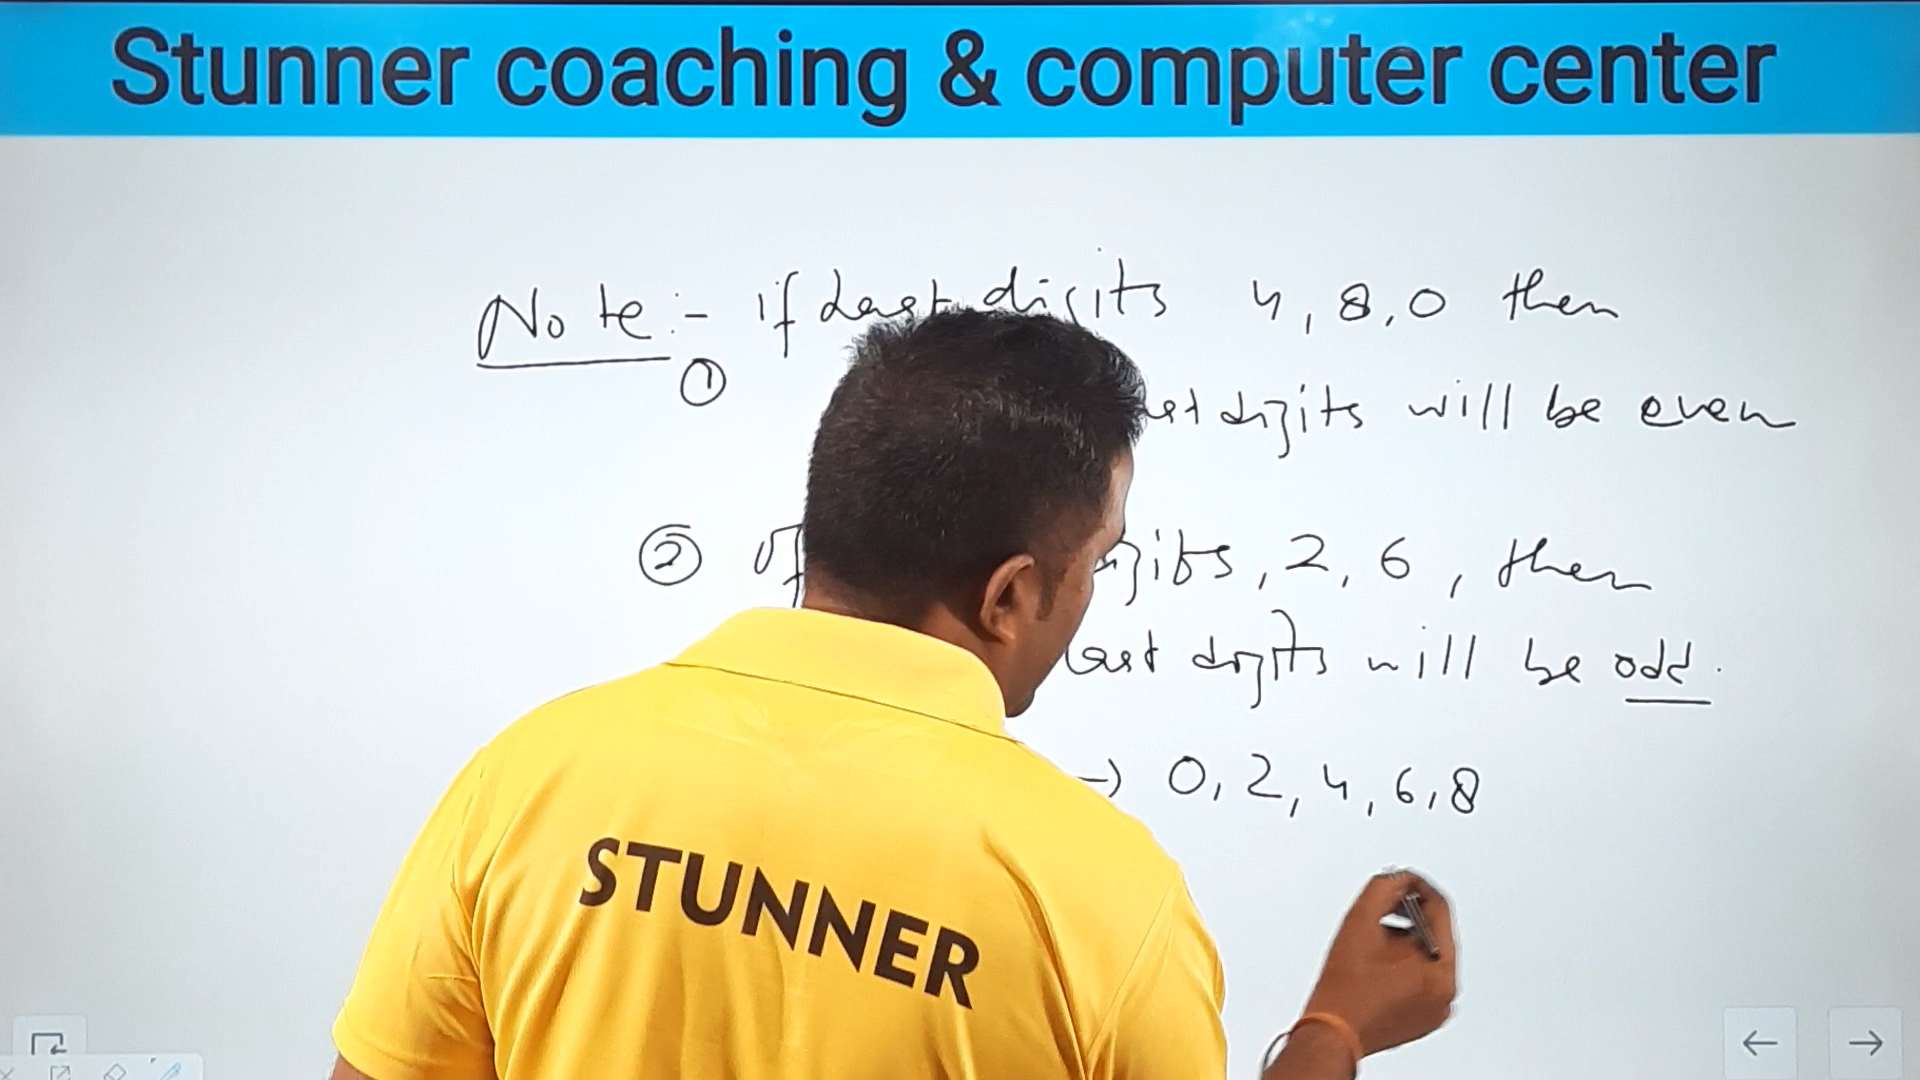 Stunner coaching & computer center
Note:- if Last digits 4, 8, 0 then
①
digits will be even
② if , 2, 6, then
last digits will be odd.
→ 0, 2, 4, 6, 8
STUNNER